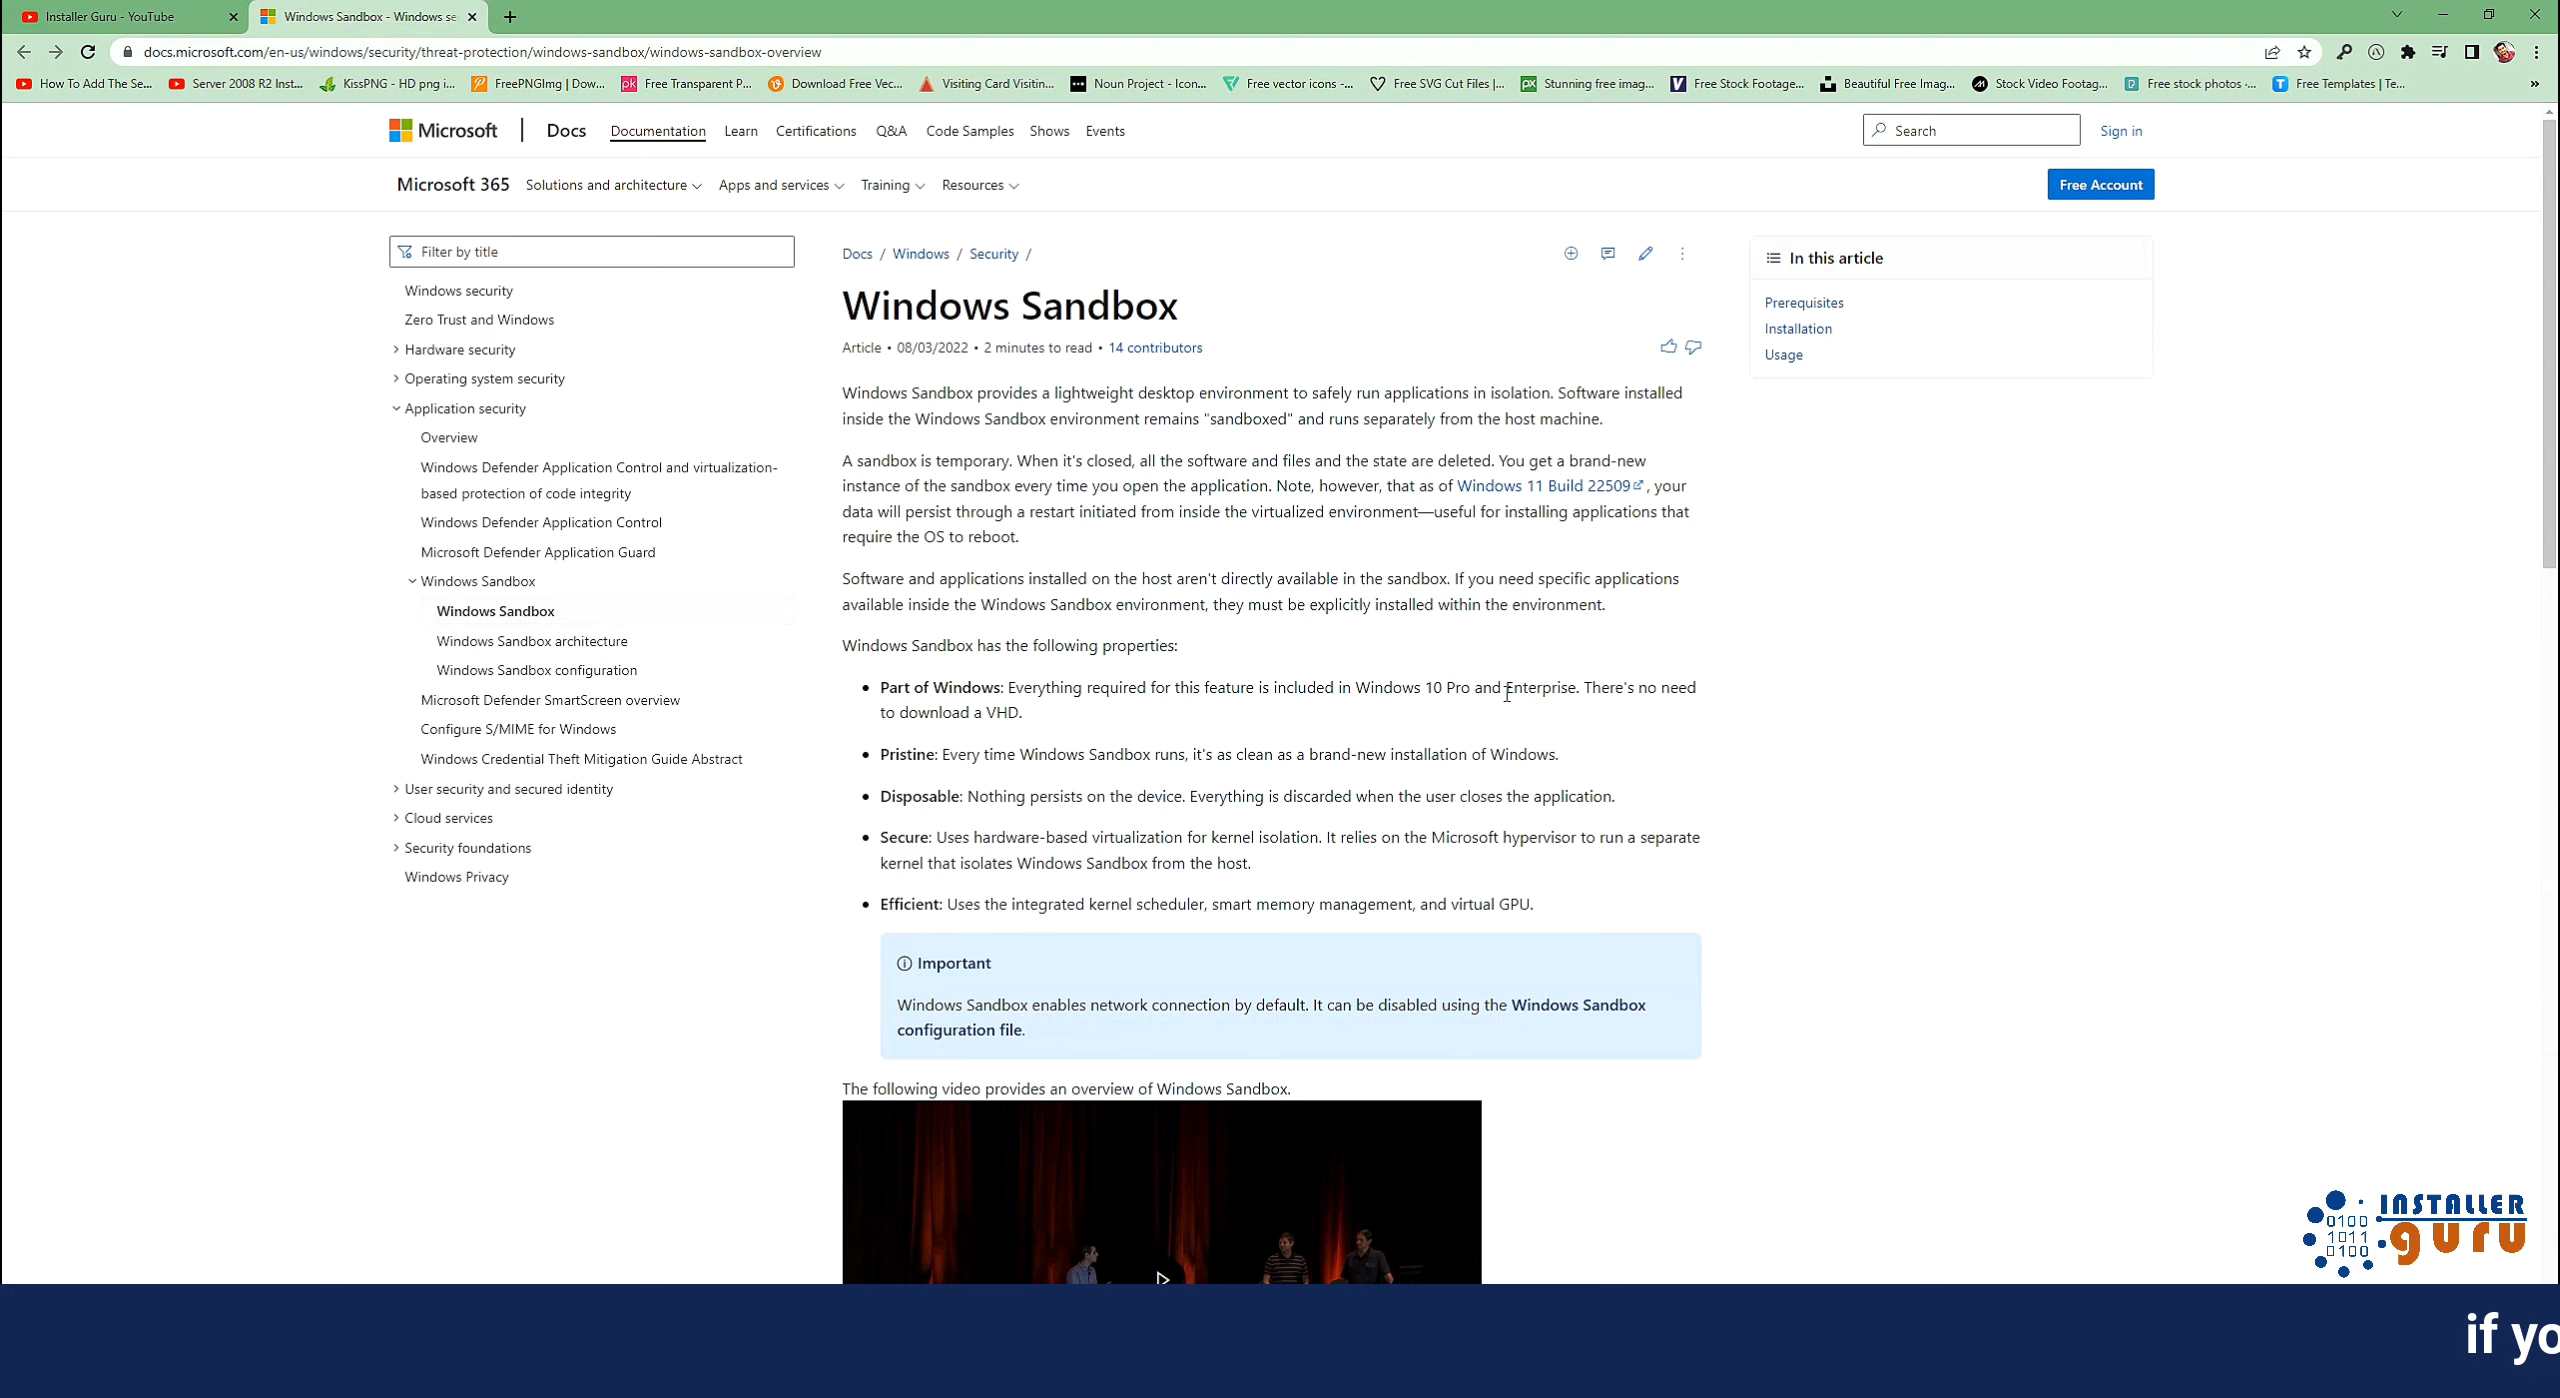 Installer Guru - YouTube
Windows Sandbox - Windows se
docs.microsoft.com/en-us/windows/security/threat-protection/windows-sandbox/windows-sandbox-overview
How To Add The Se...
Server 2008 R2 Inst...
KissPNG - HD png i...
FreePNGImg | Dow...
pk
Free Transparent P...
Download Free Vec...
Visiting Card Visitin...
Noun Project - Icon...
Free vector icons -...
Free SVG Cut Files |...
px
Stunning free imag...
V
Free Stock Footage...
Beautiful Free Imag...
Stock Video Footag...
D
Free stock photos -...
T
Free Templates | Te...
»
Microsoft | Docs Documentation Learn Certifications Q&A Code Samples Shows Events
Search
Sign in
Microsoft 365 Solutions and architecture Apps and services Training Resources
Free Account
Filter by title
Windows security
Zero Trust and Windows
Hardware security
Operating system security
Application security
Overview
Windows Defender Application Control and virtualization-
based protection of code integrity
Windows Defender Application Control
Microsoft Defender Application Guard
Windows Sandbox
Windows Sandbox
Windows Sandbox architecture
Windows Sandbox configuration
Microsoft Defender SmartScreen overview
Configure S/MIME for Windows
Windows Credential Theft Mitigation Guide Abstract
User security and secured identity
Cloud services
Security foundations
Windows Privacy
Docs / Windows / Security /
Windows Sandbox
Article • 08/03/2022 • 2 minutes to read • 14 contributors
Windows Sandbox provides a lightweight desktop environment to safely run applications in isolation. Software installed
inside the Windows Sandbox environment remains "sandboxed" and runs separately from the host machine.
A sandbox is temporary. When it's closed, all the software and files and the state are deleted. You get a brand-new
instance of the sandbox every time you open the application. Note, however, that as of Windows 11 Build 22509, your
data will persist through a restart initiated from inside the virtualized environment—useful for installing applications that
require the OS to reboot.
Software and applications installed on the host aren't directly available in the sandbox. If you need specific applications
available inside the Windows Sandbox environment, they must be explicitly installed within the environment.
Windows Sandbox has the following properties:
• Part of Windows: Everything required for this feature is included in Windows 10 Pro and Enterprise. There's no need
to download a VHD.
• Pristine: Every time Windows Sandbox runs, it's as clean as a brand-new installation of Windows.
• Disposable: Nothing persists on the device. Everything is discarded when the user closes the application.
• Secure: Uses hardware-based virtualization for kernel isolation. It relies on the Microsoft hypervisor to run a separate
kernel that isolates Windows Sandbox from the host.
• Efficient: Uses the integrated kernel scheduler, smart memory management, and virtual GPU.
Important
Windows Sandbox enables network connection by default. It can be disabled using the Windows Sandbox
configuration file.
The following video provides an overview of Windows Sandbox.
In this article
Prerequisites
Installation
Usage
INSTALLER
guru
0100
1011
0100
if yo